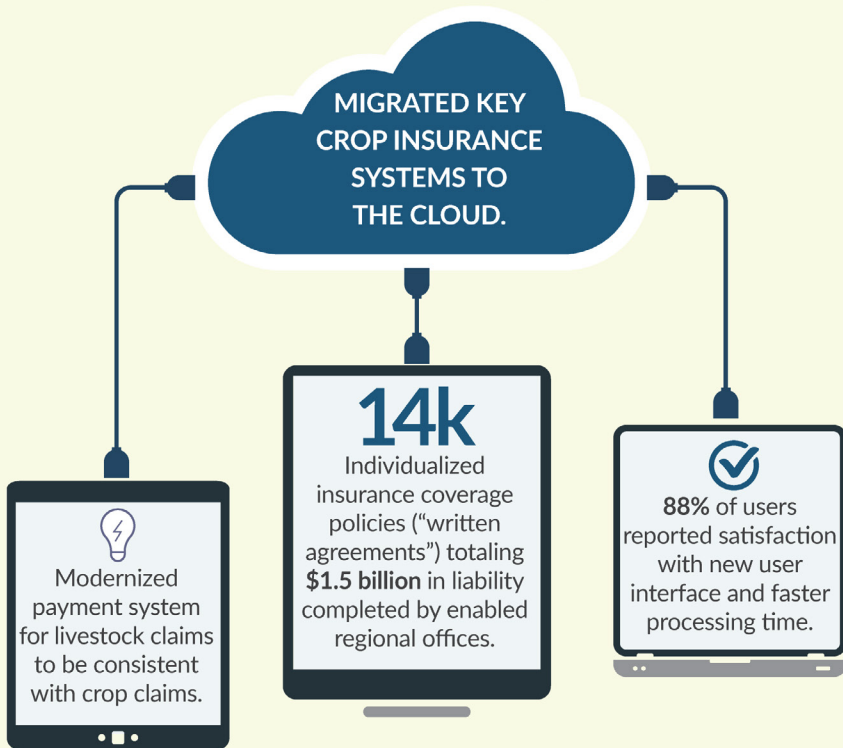 MIGRATED KEY
CROP INSURANCE
SYSTEMS TO
THE CLOUD.
14k
Individualized
insurance coverage
policies (“written
agreements”) totaling
$1.5 billion in liability
completed by enabled
regional offices.
88% of users
reported satisfaction
with new user
interface and faster
processing time.
Modernized
payment system
for livestock claims
to be consistent
with crop claims.